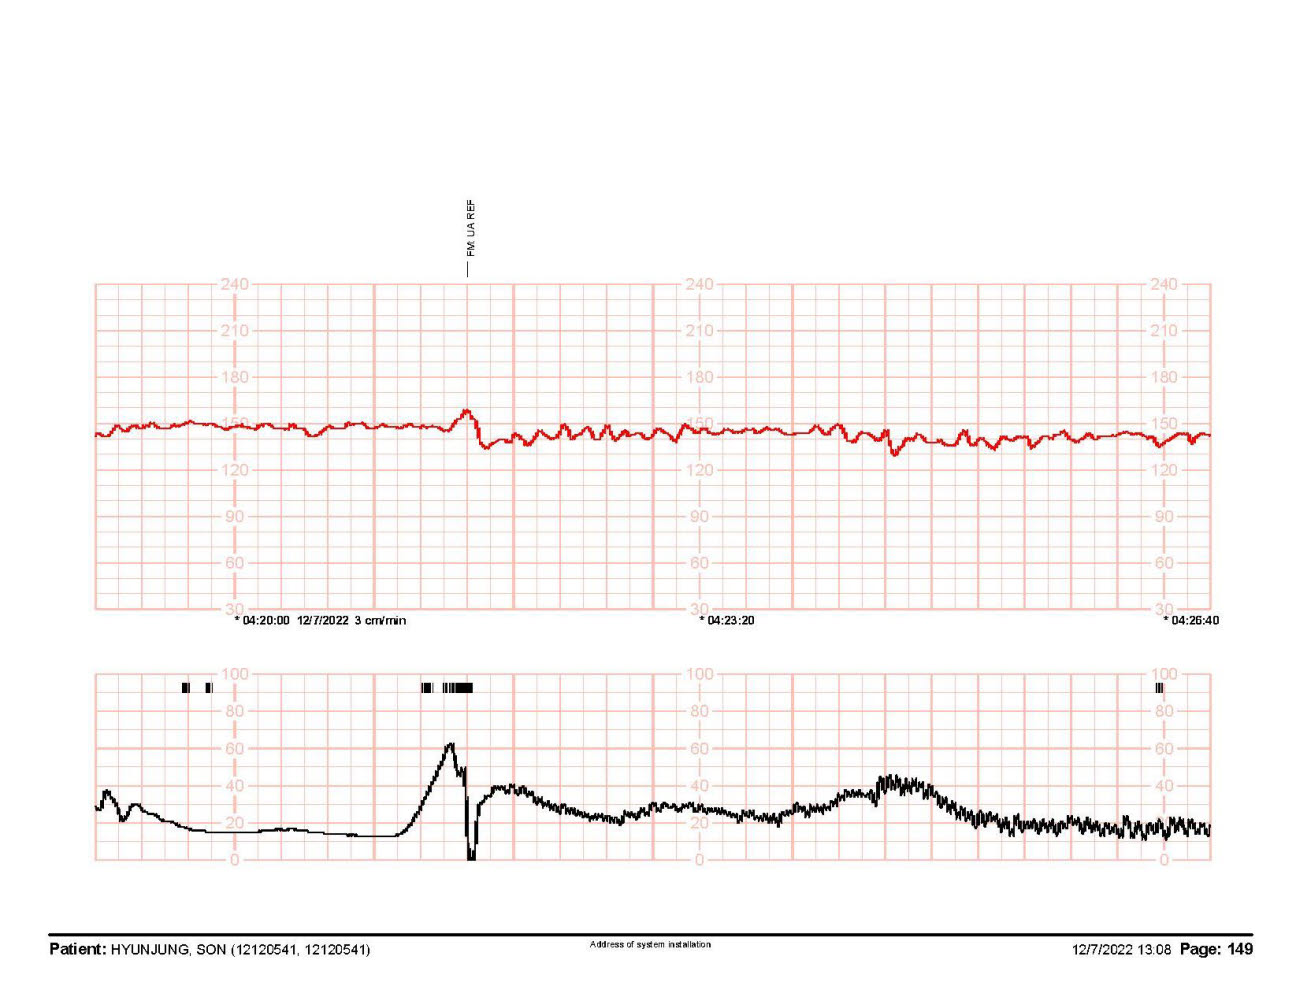 FM: UA REF
240 240 240
210 210 210
180 180 180
150 150 150
120 120 120
90 90 90
60 60 60
30 30 30
* 04:20:00 12/7/2022 3 cm/min * 04:23:20 * 04:26:40
100 100 100
80 80 80
60 60 60
40 40 40
20 20 20
0 0 0
Patient: HYUNJUNG, SON (12120541, 12120541) Address of system installation 12/7/2022 13:08 Page: 149